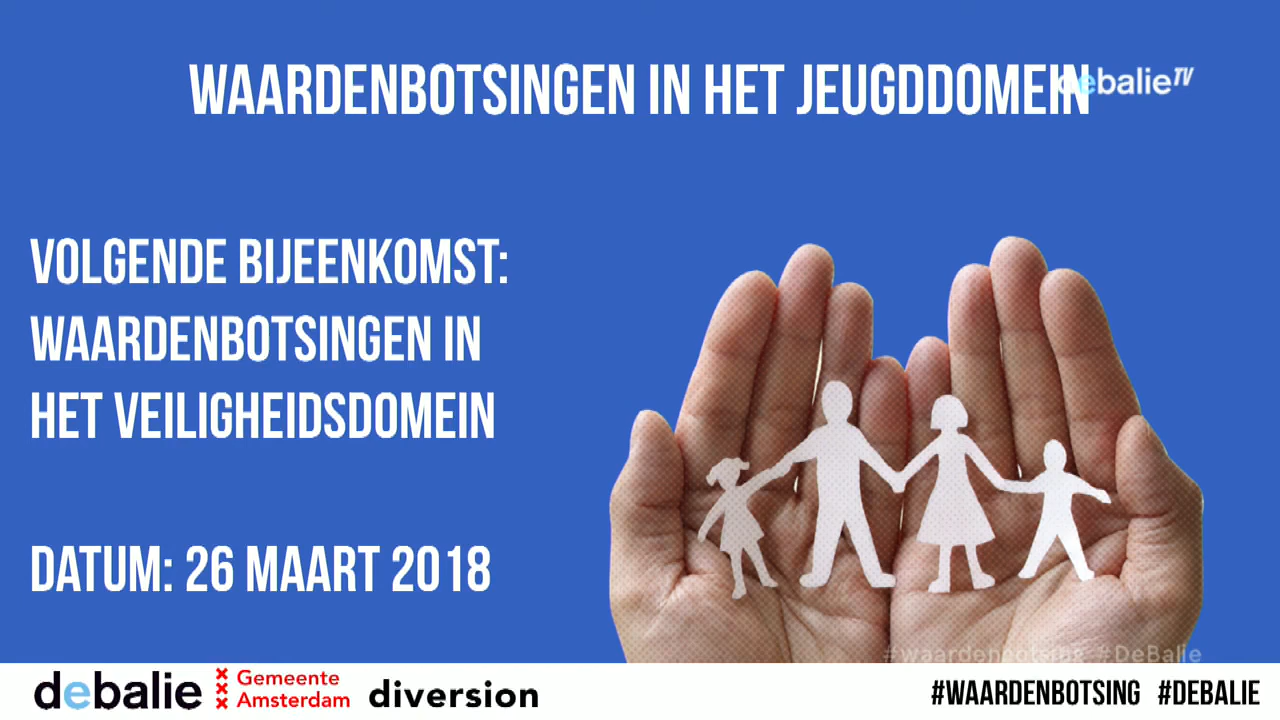 WAARDENBOTSINGEN IN HET JEUGDDOMEIN
debalieTV
VOLGENDE BIJEENKOMST:
WAARDENBOTSINGEN IN
HET VEILIGHEIDSDOMEIN
DATUM: 26 MAART 2018
#waardenbotsing #DeBalie
debalie
Gemeente
Amsterdam
diversion
#WAARDENBOTSING #DEBALIE